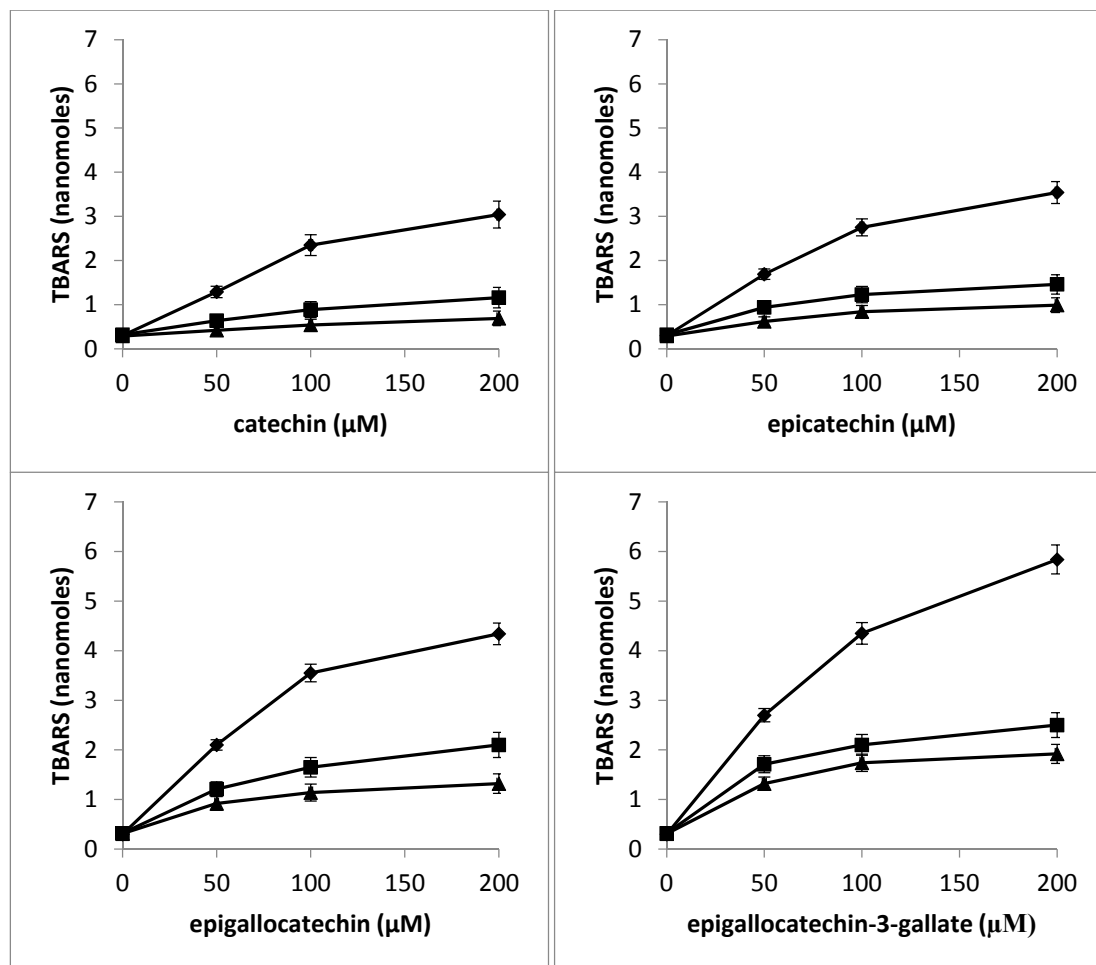 7
6
5
4
3
2
1
0
TBARS (nanomoles)
0 50 100 150 200
catechin (µM)
7
6
5
4
3
2
1
0
TBARS (nanomoles)
0 50 100 150 200
epicatechin (µM)
7
6
5
4
3
2
1
0
TBARS (nanomoles)
0 50 100 150 200
epigallocatechin (µM)
7
6
5
4
3
2
1
0
TBARS (nanomoles)
0 50 100 150 200
epigallocatechin-3-gallate (µM)